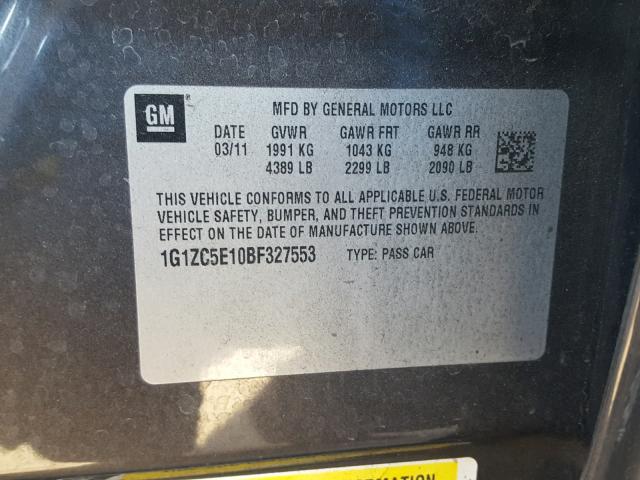 GM
MFD BY GENERAL MOTORS LLC
DATE GVWR GAWR FRT GAWR RR
03/11 1991 KG 1043 KG 948 KG
4389 LB 2299 LB 2090 LB
THIS VEHICLE CONFORMS TO ALL APPLICABLE U.S. FEDERAL MOTOR
VEHICLE SAFETY, BUMPER, AND THEFT PREVENTION STANDARDS IN
EFFECT ON THE DATE OF MANUFACTURE SHOWN ABOVE.
1G1ZC5E10BF327553 TYPE: PASS CAR